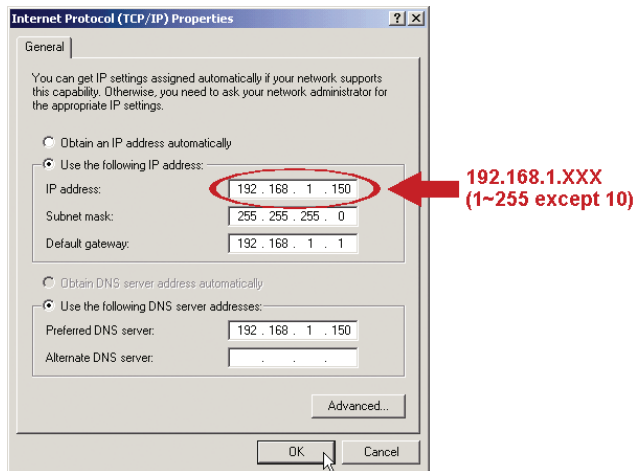 Internet Protocol (TCP/IP) Properties
General
You can get IP settings assigned automatically if your network supports
this capability. Otherwise, you need to ask your network administrator for
the appropriate IP settings.
Obtain an IP address automatically
Use the following IP address:
IP address: 192 . 168 . 1 . 150
Subnet mask: 255 . 255 . 255 . 0
Default gateway: 192 . 168 . 1 . 1
192.168.1.XXX
(1~255 except 10)
Obtain DNS server address automatically
Use the following DNS server addresses:
Preferred DNS server: 192 . 168 . 1 . 150
Alternate DNS server: . . .
Advanced...
OK Cancel